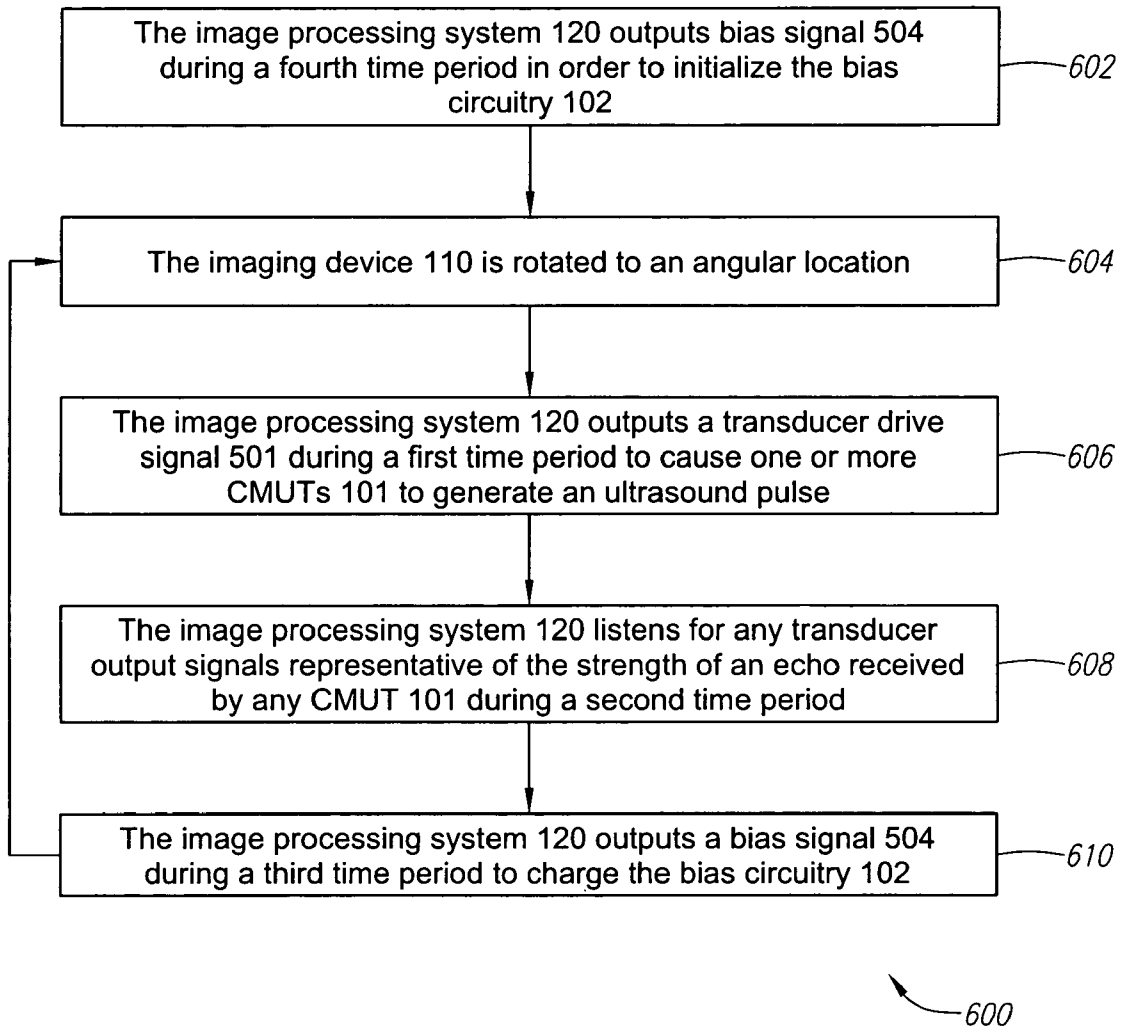 The image processing system 120 outputs bias signal 504
during a fourth time period in order to initialize the bias
circuitry 102
602
The imaging device 110 is rotated to an angular location
604
The image processing system 120 outputs a transducer drive
signal 501 during a first time period to cause one or more
CMUTs 101 to generate an ultrasound pulse
606
The image processing system 120 listens for any transducer
output signals representative of the strength of an echo received
by any CMUT 101 during a second time period
608
The image processing system 120 outputs a bias signal 504
during a third time period to charge the bias circuitry 102
610
600